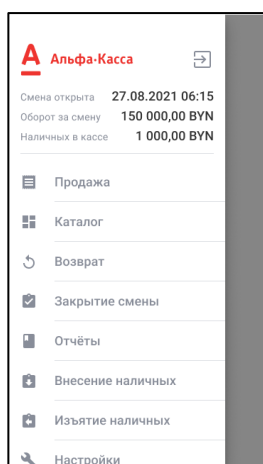 А Альфа·Касса
Смена открыта 27.08.2021 06:15
Оборот за смену 150 000,00 BYN
Наличных в кассе 1 000,00 BYN
Продажа
Каталог
Возврат
Закрытие смены
Отчёты
Внесение наличных
Изъятие наличных
Настройки